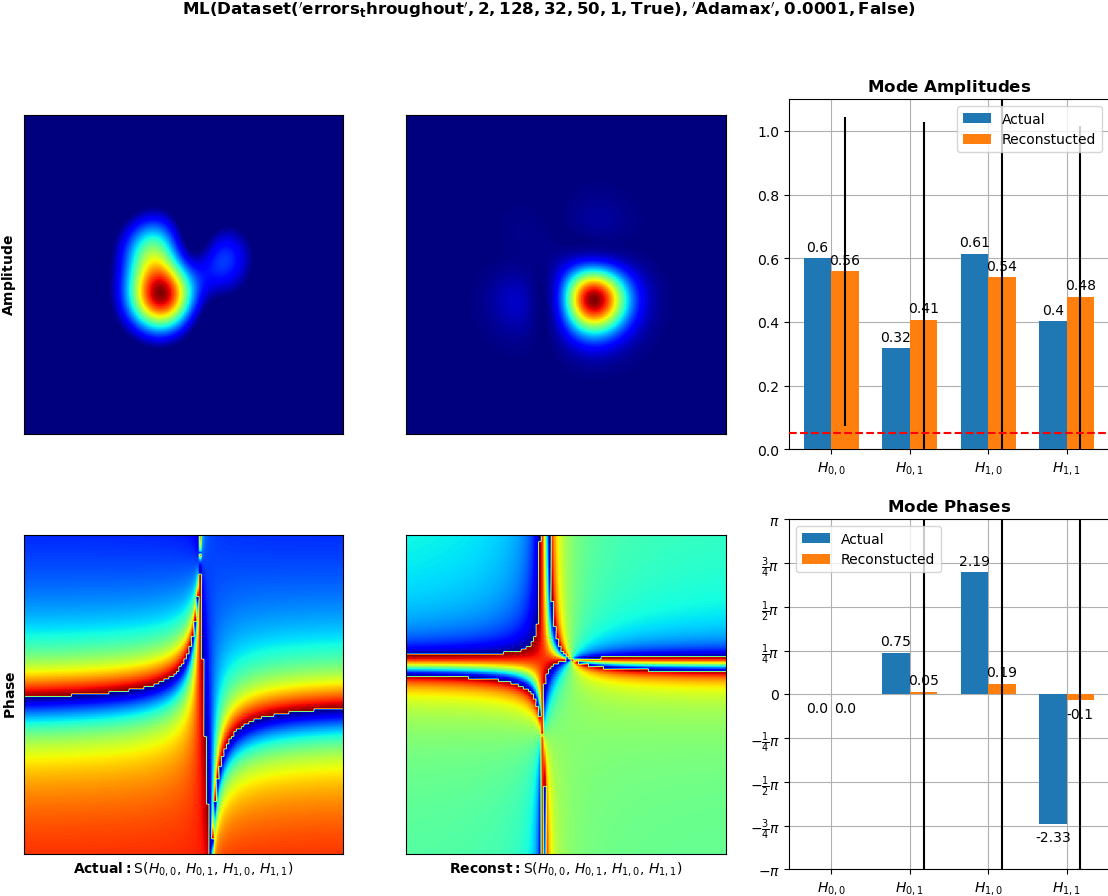 ML(Dataset('errors_throughout', 2, 128, 32, 50, 1, True), 'Adamax', 0.0001, False)
Amplitude
Mode Amplitudes
Actual
Reconstucted
1.0
0.8
0.6
0.4
0.2
0.0
0.6
0.56
0.32
0.41
0.61
0.54
0.4
0.48
H0,0
H0,1
H1,0
H1,1
Phase
Actual: S(H0,0, H0,1, H1,0, H1,1)
Reconst: S(H0,0, H0,1, H1,0, H1,1)
Mode Phases
Actual
Reconstucted
π
3/4π
1/2π
1/4π
0
−1/4π
−1/2π
−3/4π
−π
0.0
0.0
0.75
0.05
2.19
0.19
-2.33
-0.1
H0,0
H0,1
H1,0
H1,1